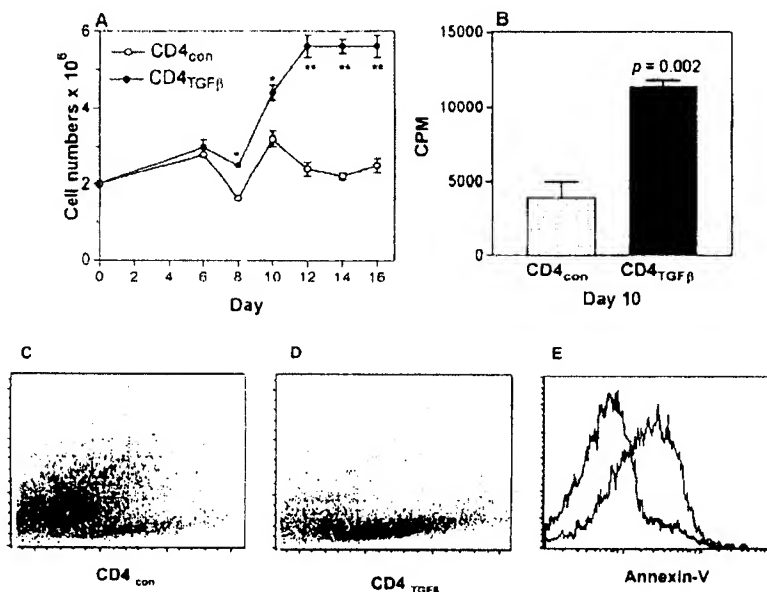 A
Cell numbers x 10⁶
6
4
2
0
CD4con
CD4TGFβ
*
*
**
**
**
0 2 4 6 8 10 12 14 16
Day
B
CPM
15000
10000
5000
0
p = 0.002
CD4con CD4TGFβ
Day 10
C
CD4 con
D
CD4 TGFβ
E
Annexin-V